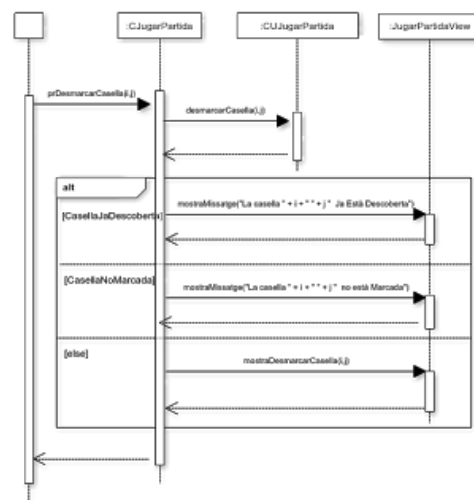 :CJugarPartida
:CUJugarPartida
:JugarPartidaView
prDesmarcarCasella(i,j)
desmarcarCasella(i,j)
alt
mostraMissatge("La casella " + i + " " + j " Ja Està Descoberta")
[CasellaJaDescoberta]
[CasellaNoMarcada]
mostraMissatge("La casella " + i + " " + j " no està Marcada")
[else]
mostraDesmarcarCasella(i,j)